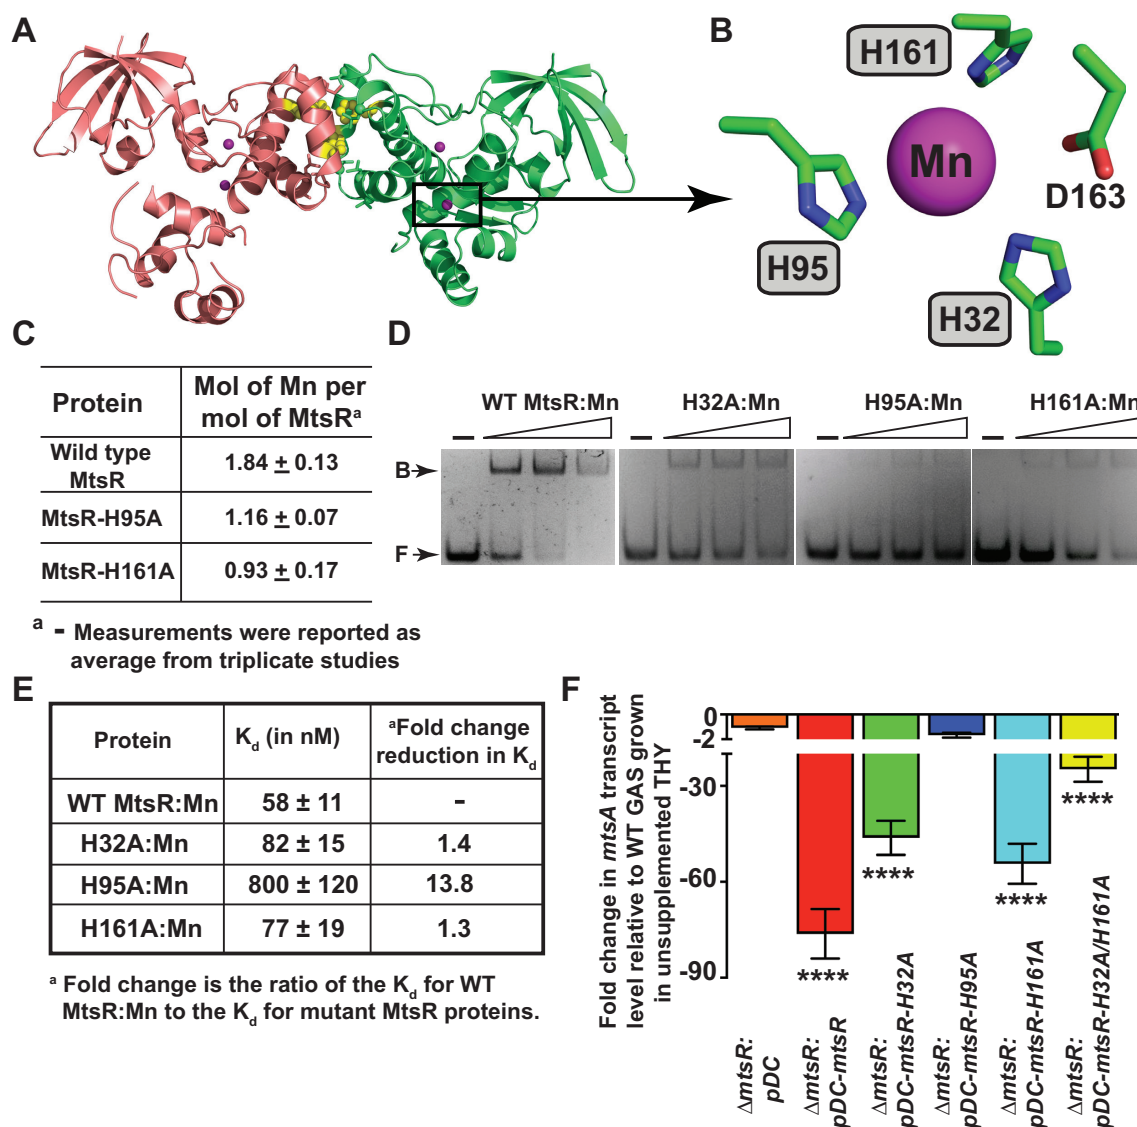 A
B
H161
Mn
D163
H95
H32
C
Protein
Mol of Mn per
mol of MtsRᵃ
Wild type
MtsR
1.84 ± 0.13
MtsR-H95A
1.16 ± 0.07
MtsR-H161A
0.93 ± 0.17
ᵃ - Measurements were reported as
average from triplicate studies
D
WT MtsR:Mn
H32A:Mn
H95A:Mn
H161A:Mn
B
F
E
Protein
K_d (in nM)
ᵃFold change
reduction in K_d
WT MtsR:Mn
58 ± 11
-
H32A:Mn
82 ± 15
1.4
H95A:Mn
800 ± 120
13.8
H161A:Mn
77 ± 19
1.3
ᵃ Fold change is the ratio of the K_d for WT
MtsR:Mn to the K_d for mutant MtsR proteins.
F
Fold change in mtsA transcript
level relative to WT GAS grown
in unsupplemented THY
0
-2
-30
-60
-90
****
****
****
****
ΔmtsR:
pDC
ΔmtsR:
pDC-mtsR
ΔmtsR:
pDC-mtsR-H32A
ΔmtsR:
pDC-mtsR-H95A
ΔmtsR:
pDC-mtsR-H161A
ΔmtsR:
pDC-mtsR-H32A/H161A